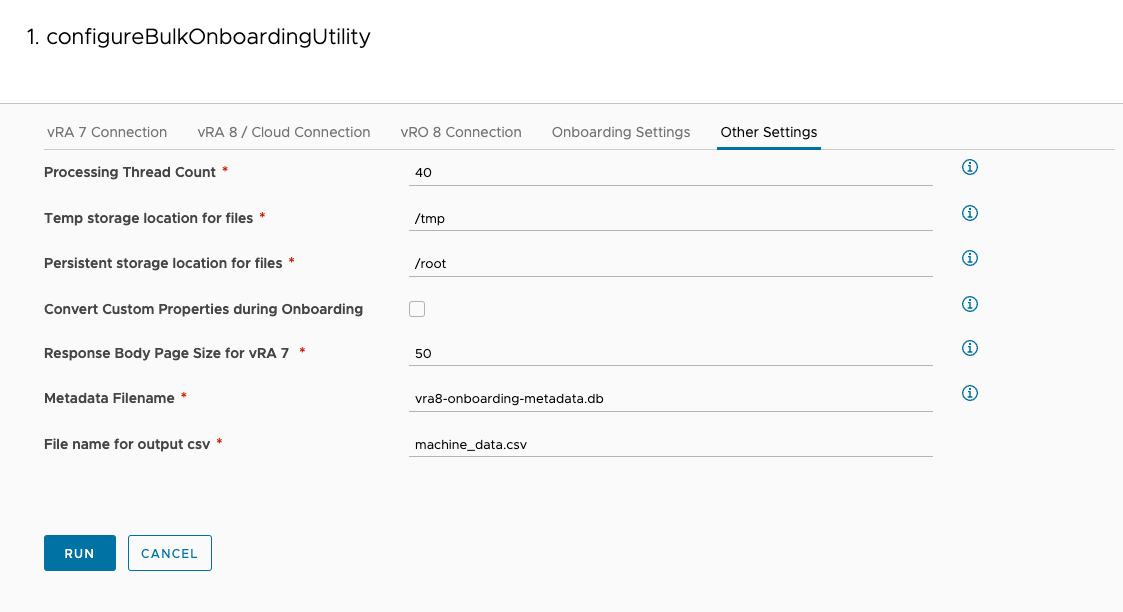 1. configureBulkOnboardingUtility
vRA 7 Connection vRA 8 / Cloud Connection vRO 8 Connection Onboarding Settings Other Settings
Processing Thread Count * 40
Temp storage location for files * /tmp
Persistent storage location for files * /root
Convert Custom Properties during Onboarding
Response Body Page Size for vRA 7 * 50
Metadata Filename * vra8-onboarding-metadata.db
File name for output csv * machine_data.csv
RUN CANCEL